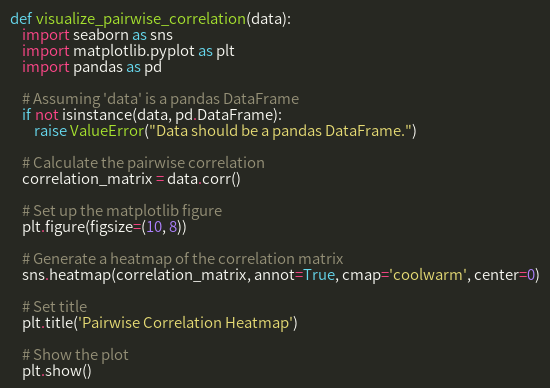 def visualize_pairwise_correlation(data):
    import seaborn as sns
    import matplotlib.pyplot as plt
    import pandas as pd

    # Assuming 'data' is a pandas DataFrame
    if not isinstance(data, pd.DataFrame):
        raise ValueError("Data should be a pandas DataFrame.")

    # Calculate the pairwise correlation
    correlation_matrix = data.corr()

    # Set up the matplotlib figure
    plt.figure(figsize=(10, 8))

    # Generate a heatmap of the correlation matrix
    sns.heatmap(correlation_matrix, annot=True, cmap='coolwarm', center=0)

    # Set title
    plt.title('Pairwise Correlation Heatmap')

    # Show the plot
    plt.show()